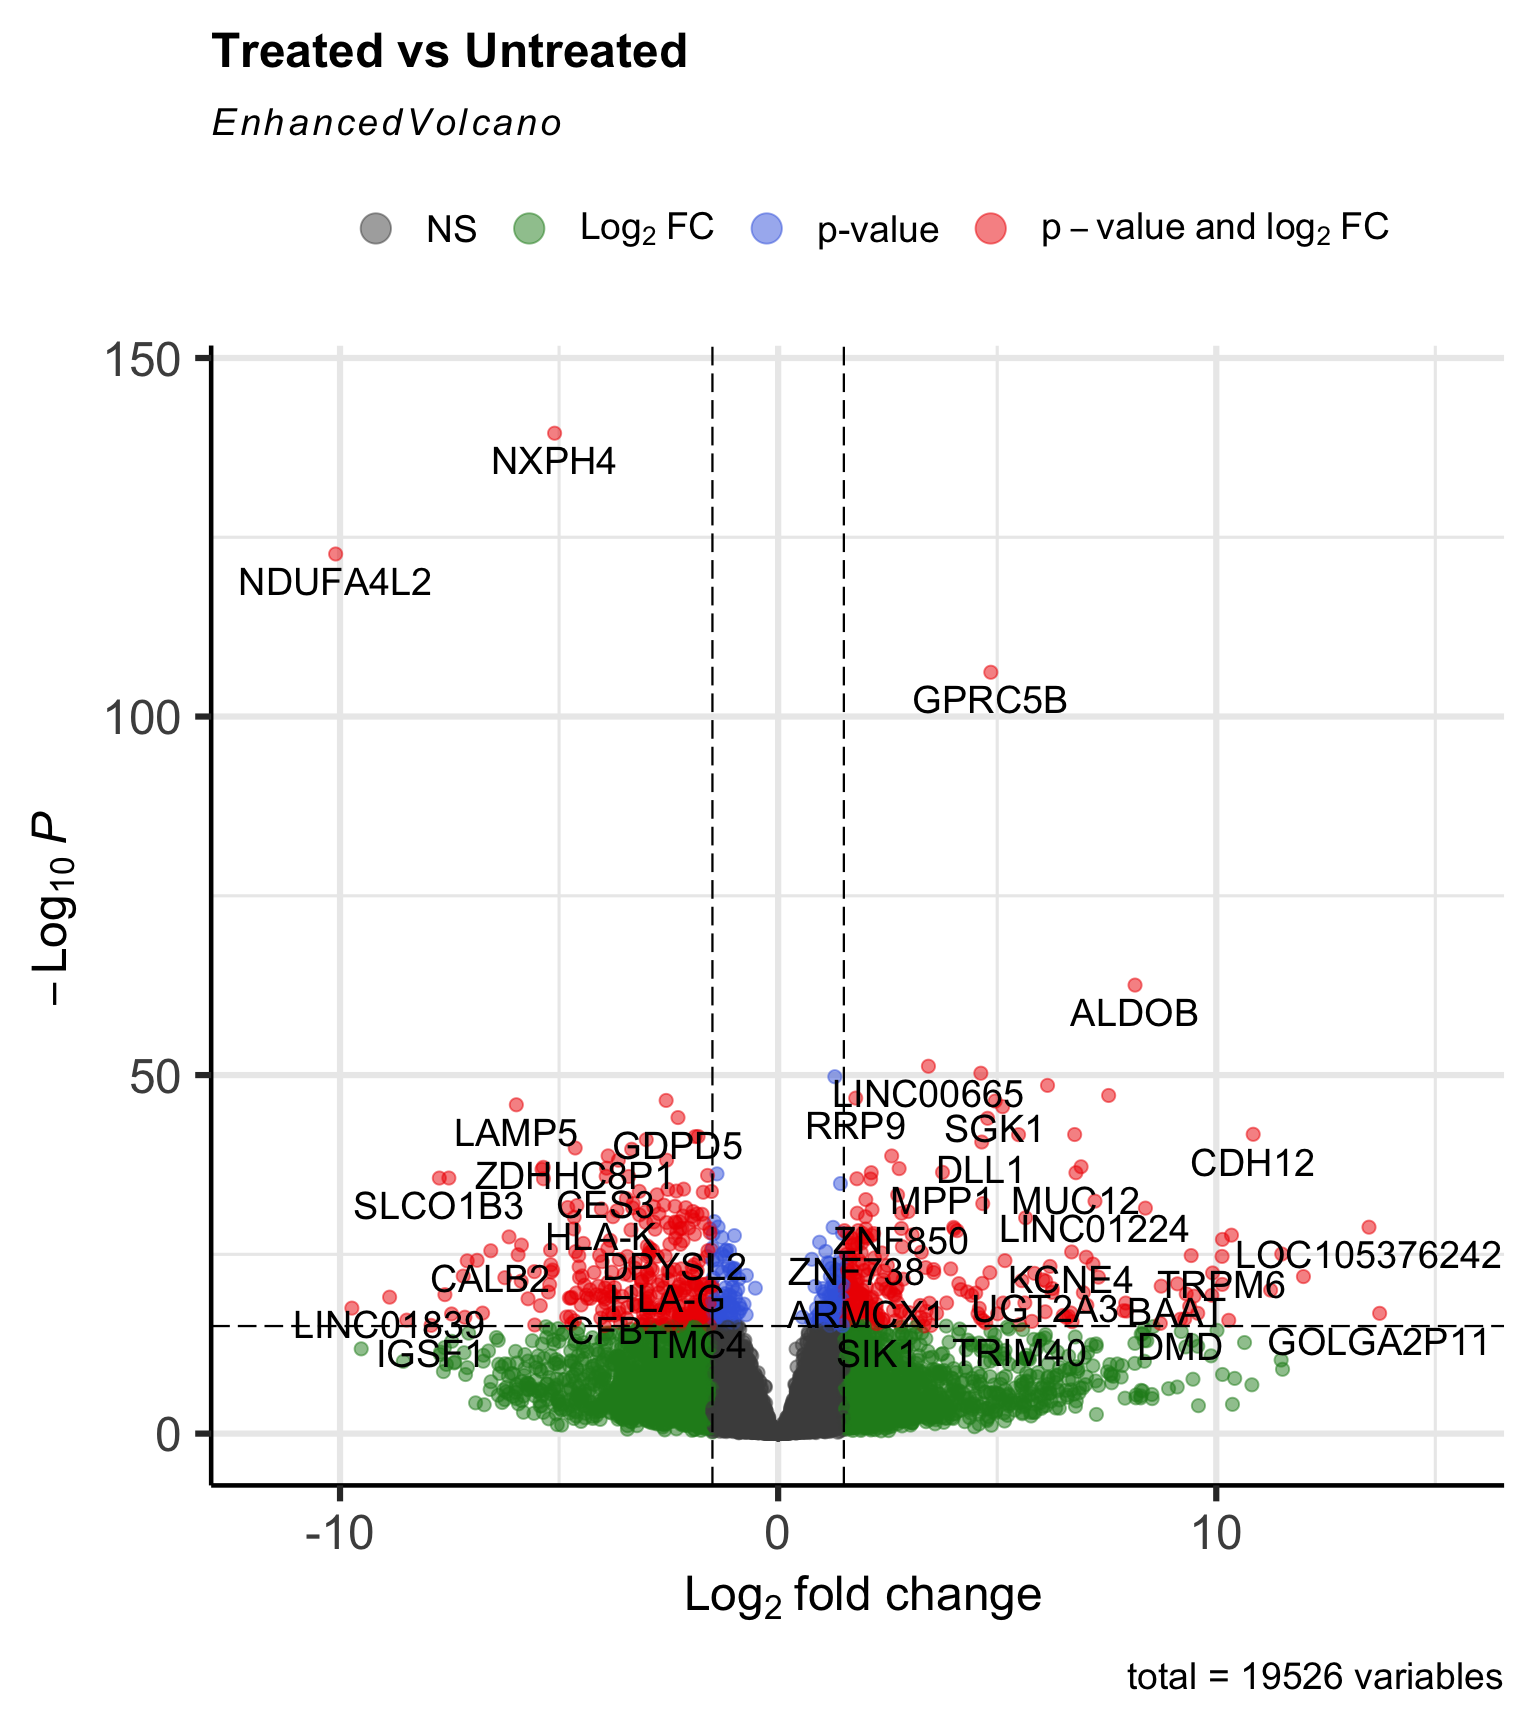 Treated vs Untreated
EnhancedVolcano
NS Log₂ FC p-value p – value and log₂ FC
150
NXPH4
NDUFA4L2
GPRC5B
100
– Log₁₀ P
ALDOB
50
LINC00665
RRP9 SGK1
LAMP5
GDPD5
CDH12
ZDHHC8P1 DLL1
SLCO1B3 CES3 MPP1 MUC12
LINC01224
HLA-K ZNF850
LOC105376242
DPYSL2 ZNF738
CALB2 KCNE4 TRPM6
HLA-G ARMCX1 UGT2A3 BAAT
LINC01839
CFB TMC4
GOLGA2P11
IGSF1 SIK1 TRIM40 DMD
0
-10 0 10
Log₂ fold change
total = 19526 variables